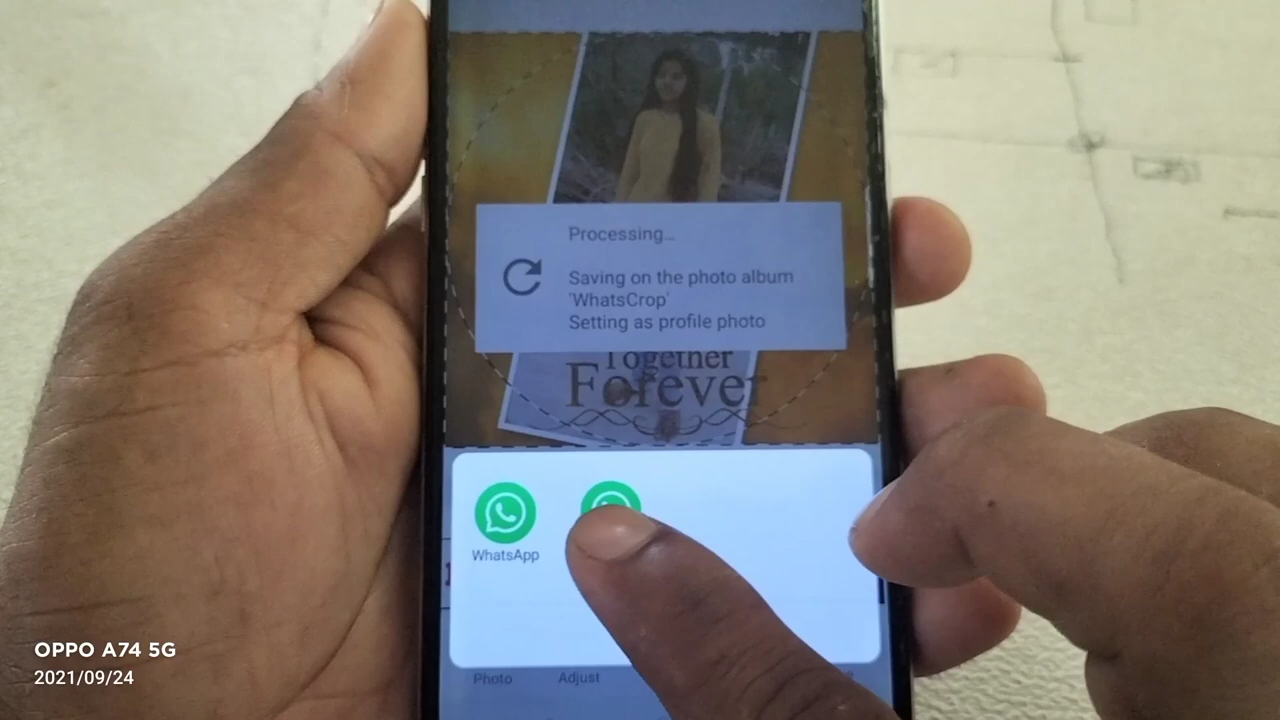 Processing...
Saving on the photo album
'WhatsCrop'
Setting as profile photo
Together
Forever
WhatsApp
Photo
Adjust
OPPO A74 5G
2021/09/24